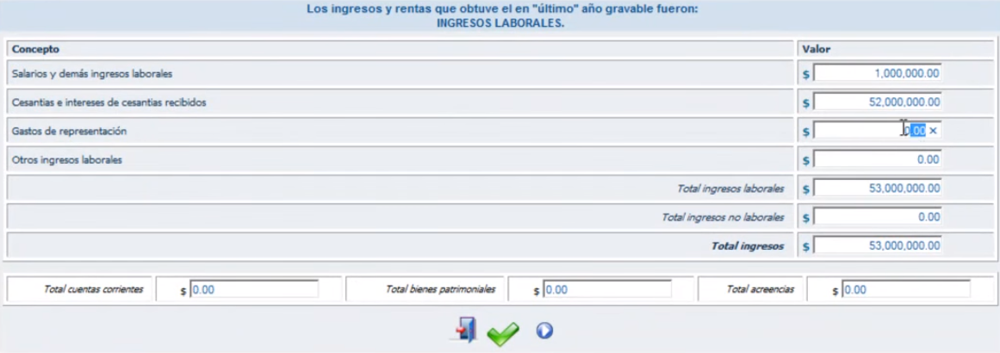 Los ingresos y rentas que obtuve el en "último" año gravable fueron:
INGRESOS LABORALES.
Concepto Valor
Salarios y demás ingresos laborales $ 1,000,000.00
Cesantias e intereses de cesantias recibidos $ 52,000,000.00
Gastos de representación $ 0.00 ×
Otros ingresos laborales $ 0.00
Total ingresos laborales $ 53,000,000.00
Total ingresos no laborales $ 0.00
Total ingresos $ 53,000,000.00
Total cuentas corrientes $ 0.00 Total bienes patrimoniales $ 0.00 Total acreencias $ 0.00